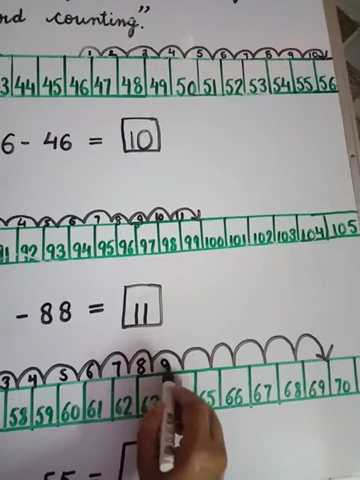 rd counting."
1 2 3 4 5 6 7 8 9 10
3 44 45 46 47 48 49 50 51 52 53 54 55 56
6 - 46 = 10
4 5 6 7 8 9 10 11
91 92 93 94 95 96 97 98 99 100 101 102 103 104 105
- 88 = 11
3 4 5 6 7 8 9
58 59 60 61 62 65 66 67 68 69 70
55 =